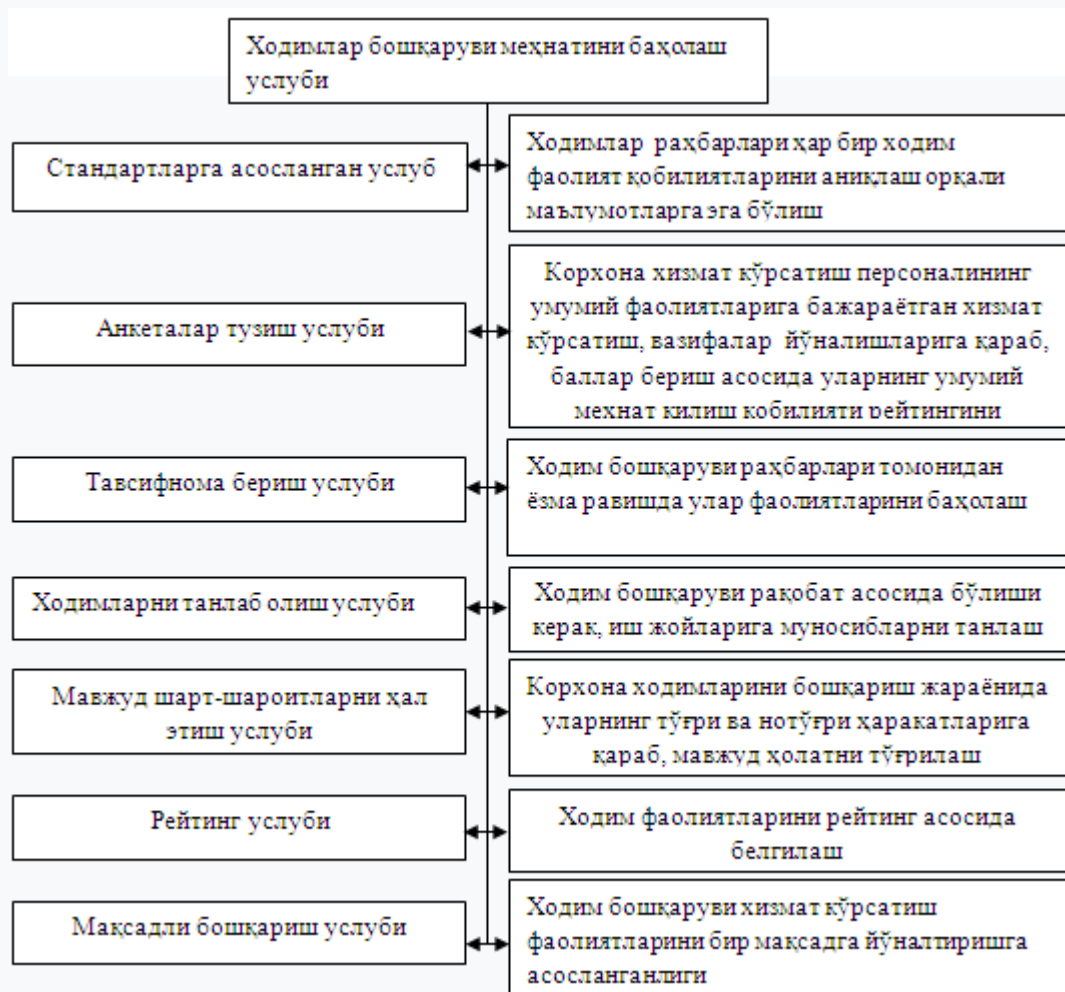 Ходимлар бошқаруви меҳнатини баҳолаш
услуби
Стандартларга асосланган услуб
Ходимлар раҳбарлари ҳар бир ходим
фаолият қобилиятларини аниқлаш орқали
маълумотларга эга бўлиш
Анкеталар тузиш услуби
Корхона хизмат кўрсатиш персоналининг
умумий фаолиятларига бажараётган хизмат
кўрсатиш, вазифалар йўналишларига қараб,
баллар бериш асосида уларнинг умумий
меҳнат қилиш қобилияти рейтингини
Тавсифнома бериш услуби
Ходим бошқаруви раҳбарлари томонидан
ёзма равишда улар фаолиятларини баҳолаш
Ходимларни танлаб олиш услуби
Ходим бошқаруви рақобат асосида бўлиши
керак, иш жойларига муносибларни танлаш
Мавжуд шарт-шароитларни ҳал
этиш услуби
Корхона ходимларини бошқариш жараёнида
уларнинг тўғри ва нотўғри ҳаракатларига
қараб, мавжуд ҳолатни тўғрилаш
Рейтинг услуби
Ходим фаолиятларини рейтинг асосида
белгилаш
Мақсадли бошқариш услуби
Ходим бошқаруви хизмат кўрсатиш
фаолиятларини бир мақсадга йўналтиришга
асосланганлиги